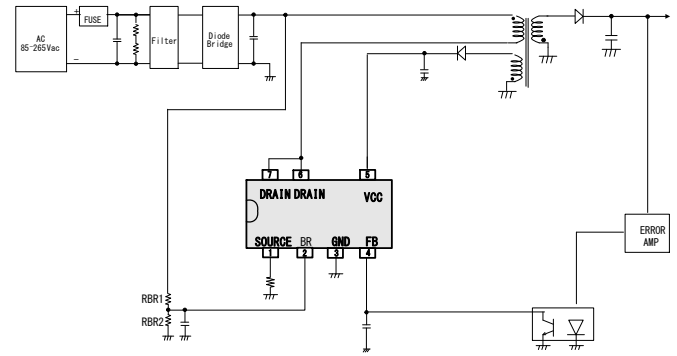 AC
85-265Vac
+
-
FUSE
Filter
Diode
Bridge
7 6 5
DRAIN DRAIN VCC
SOURCE BR GND FB
1 2 3 4
RBR1
RBR2
ERROR
AMP